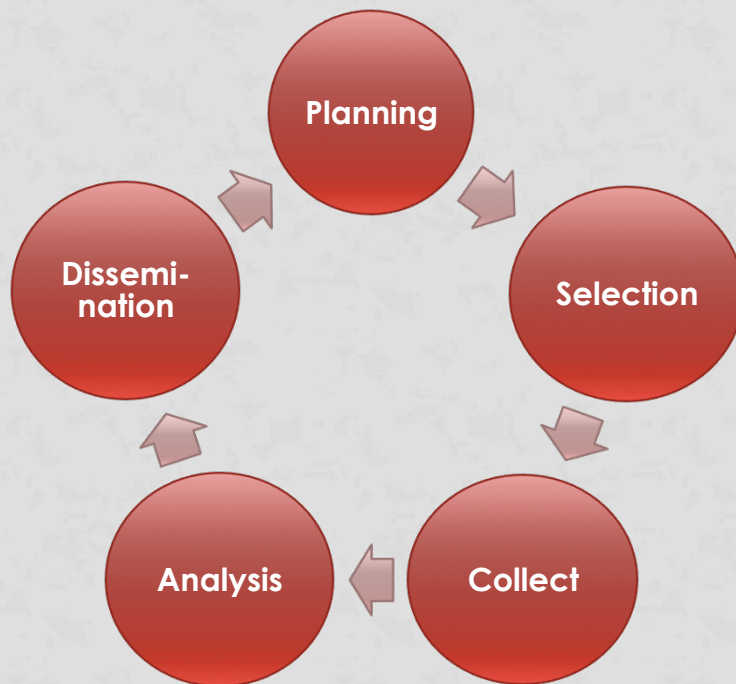 Planning
Selection
Collect
Analysis
Dissemi-
nation